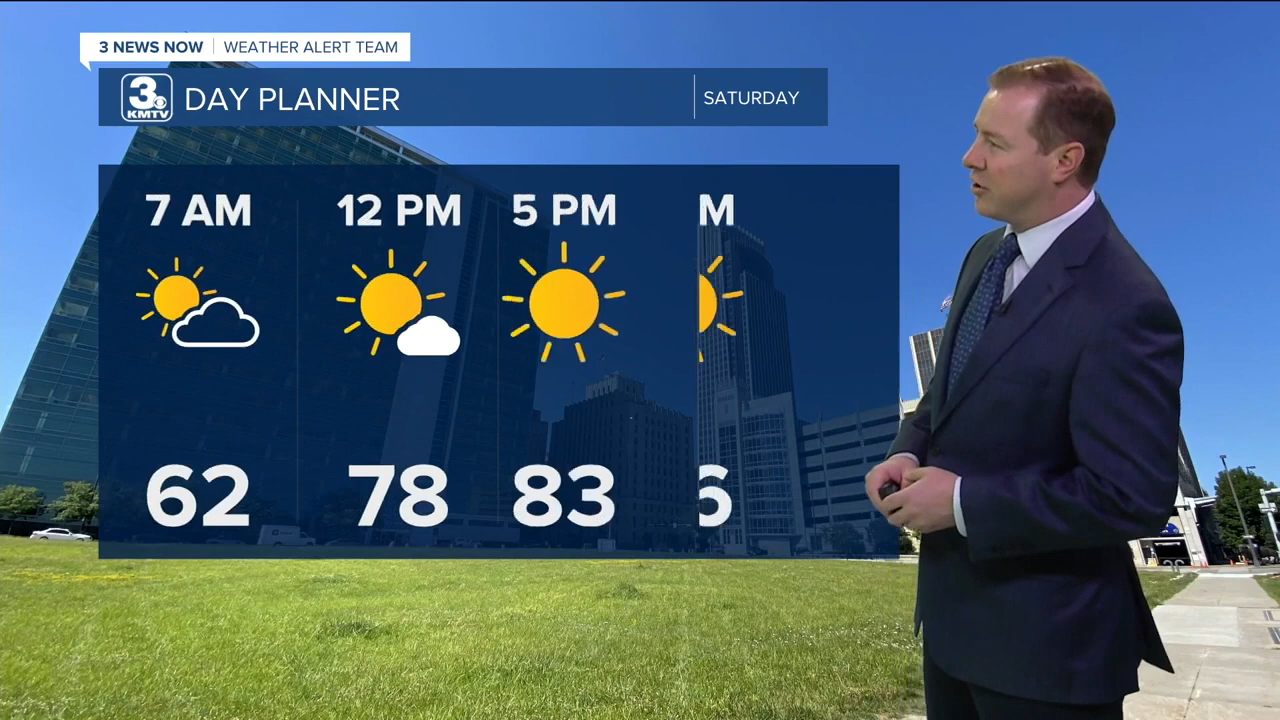 3 NEWS NOW WEATHER ALERT TEAM
3 KMTV DAY PLANNER SATURDAY
7 AM 12 PM 5 PM M
62 78 83 6